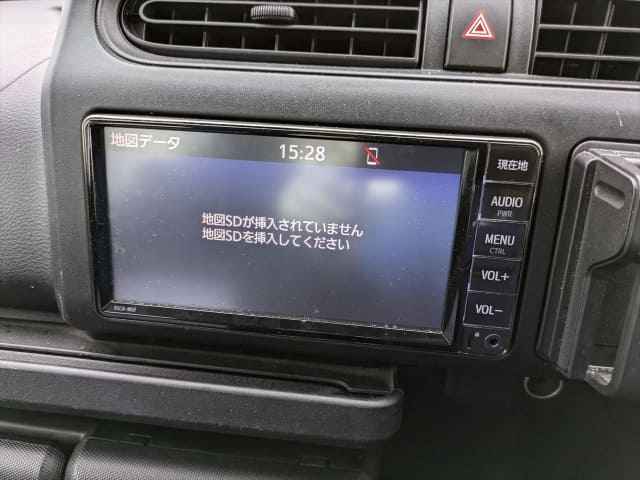 地図データ
15:28
地図SDが挿入されていません
地図SDを挿入してください
現在地
AUDIO
PWR
MENU
CTRL
VOL+
VOL−